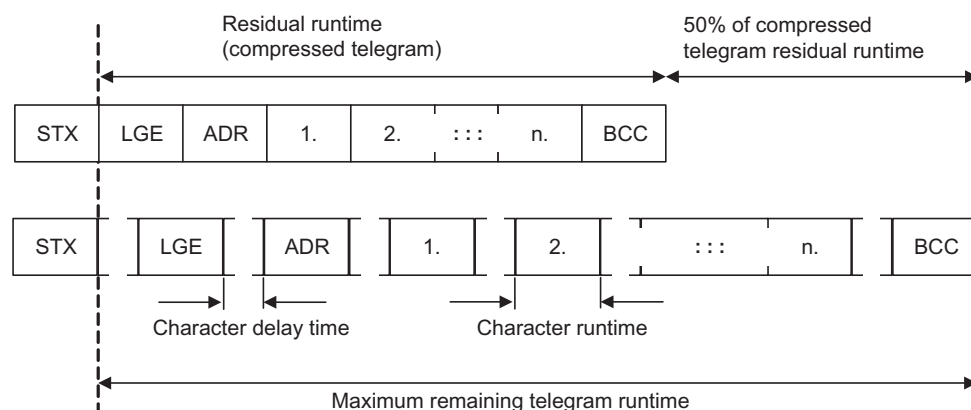 Residual runtime
(compressed telegram)
50% of compressed
telegram residual runtime
STX LGE ADR 1. 2. : : : n. BCC
STX LGE ADR 1. 2. : : : n. BCC
Character delay time Character runtime
Maximum remaining telegram runtime